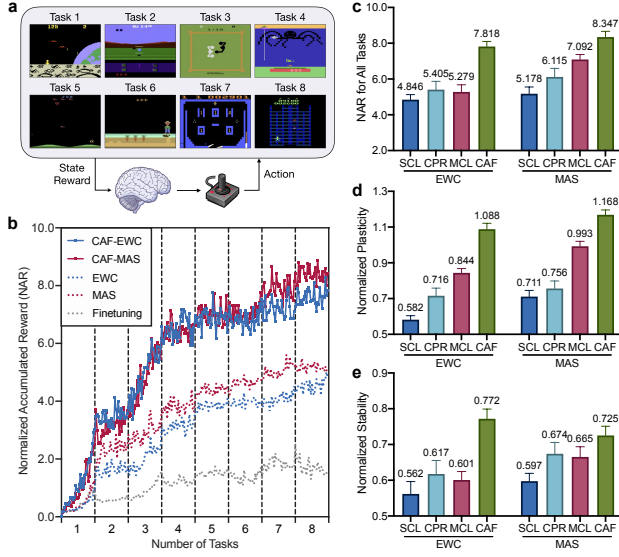 a
Task 1
Task 2
Task 3
Task 4
Task 5
Task 6
Task 7
Task 8
State
Reward
Action
b
Normalized Accumulated Reward (NAR)
10.0
8.0
6.0
4.0
2.0
0.0
CAF-EWC
CAF-MAS
EWC
MAS
Finetuning
1 2 3 4 5 6 7 8
Number of Tasks
c
NAR for All Tasks
10.0
8.0
6.0
4.0
2.0
4.846 5.405 5.279 7.818 5.178 6.115 7.092 8.347
SCL CPR MCL CAF SCL CPR MCL CAF
EWC MAS
d
Normalized Plasticity
1.3
1.1
0.9
0.7
0.5
0.582 0.716 0.844 1.088 0.711 0.756 0.993 1.168
SCL CPR MCL CAF SCL CPR MCL CAF
EWC MAS
e
Normalized Stability
0.9
0.8
0.7
0.6
0.5
0.562 0.617 0.601 0.772 0.597 0.674 0.665 0.725
SCL CPR MCL CAF SCL CPR MCL CAF
EWC MAS